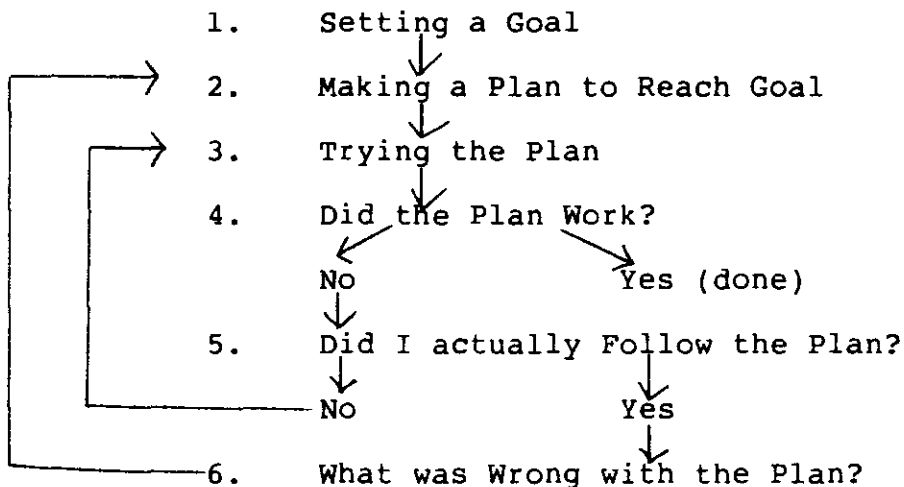 1. Setting a Goal
2. Making a Plan to Reach Goal
3. Trying the Plan
4. Did the Plan Work?
No Yes (done)
5. Did I actually Follow the Plan?
No Yes
6. What was Wrong with the Plan?